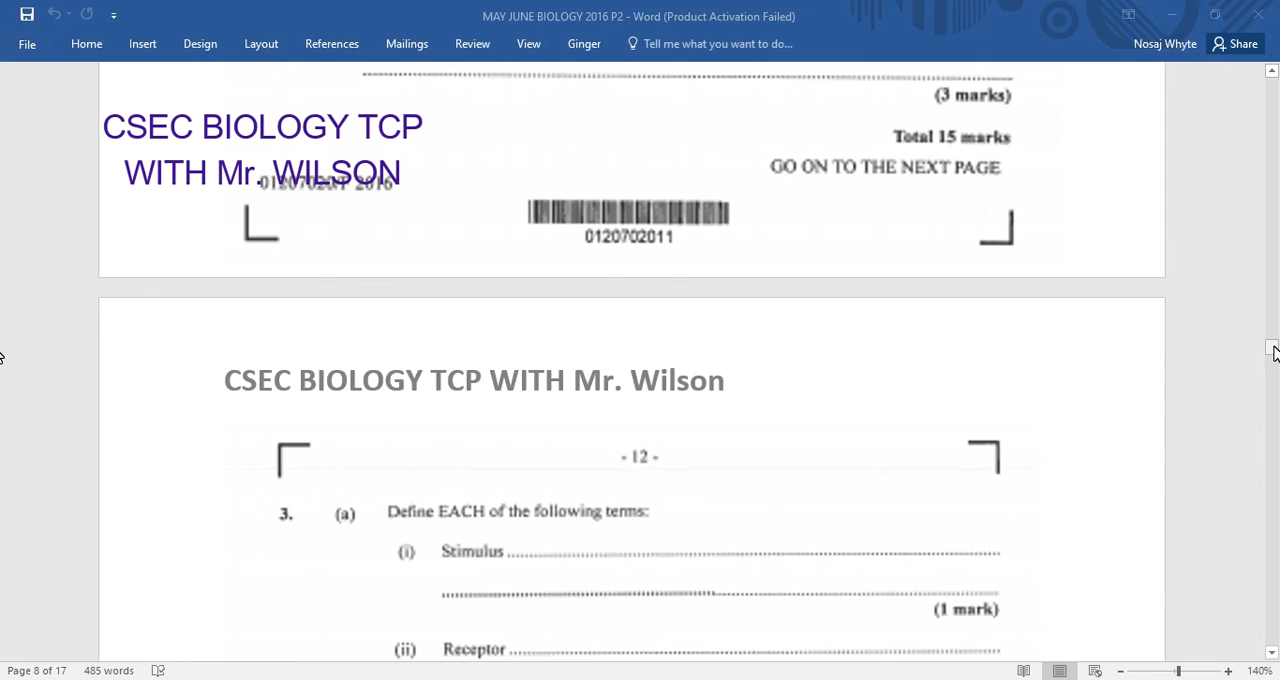 MAY JUNE BIOLOGY 2016 P2 - Word (Product Activation Failed)
File Home Insert Design Layout References Mailings Review View Ginger Tell me what you want to do... Nosaj Whyte Share
(3 marks)
CSEC BIOLOGY TCP
WITH Mr. WILSON
Total 15 marks
GO ON TO THE NEXT PAGE
2016
0120702011
CSEC BIOLOGY TCP WITH Mr. Wilson
- 12 -
3. (a) Define EACH of the following terms:
(i) Stimulus
(1 mark)
(ii) Receptor
Page 8 of 17 485 words 140%